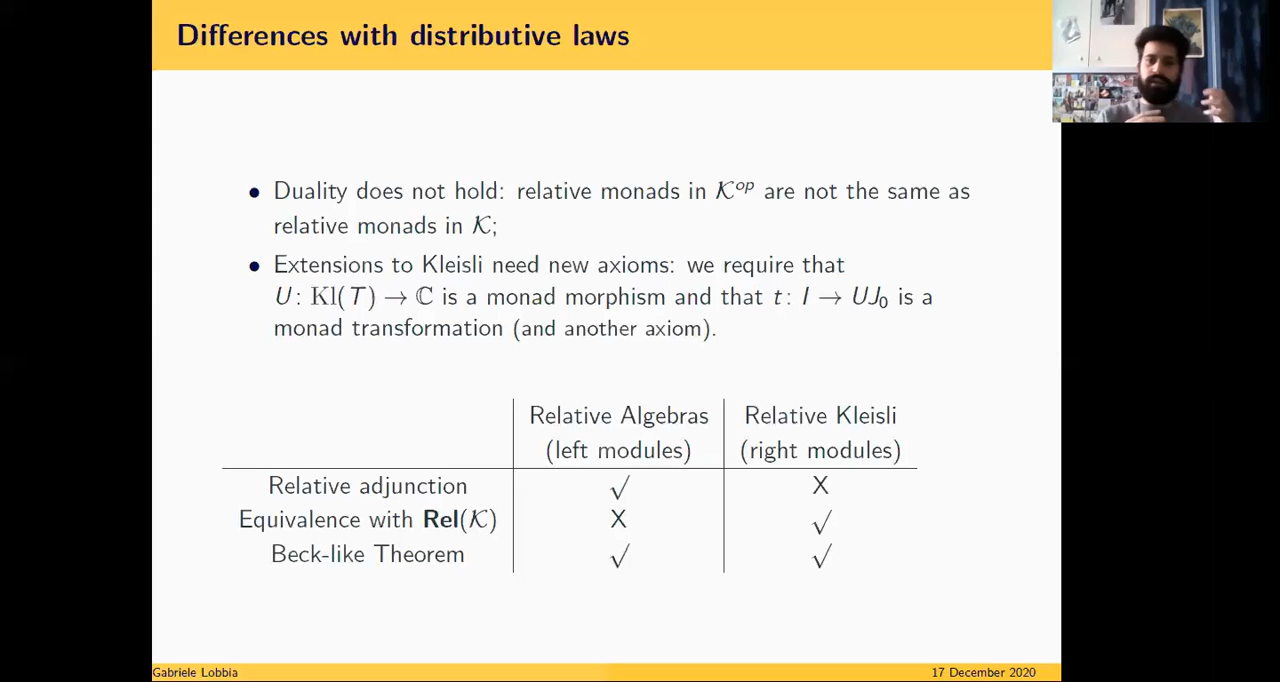 Differences with distributive laws
• Duality does not hold: relative monads in 𝒦ᵒᵖ are not the same as
relative monads in 𝒦;
• Extensions to Kleisli need new axioms: we require that
U: Kl(T) → ℂ is a monad morphism and that t: I → UJ₀ is a
monad transformation (and another axiom).
Relative Algebras Relative Kleisli
(left modules) (right modules)
Relative adjunction √ X
Equivalence with Rel(𝒦) X √
Beck-like Theorem √ √
Gabriele Lobbia 17 December 2020